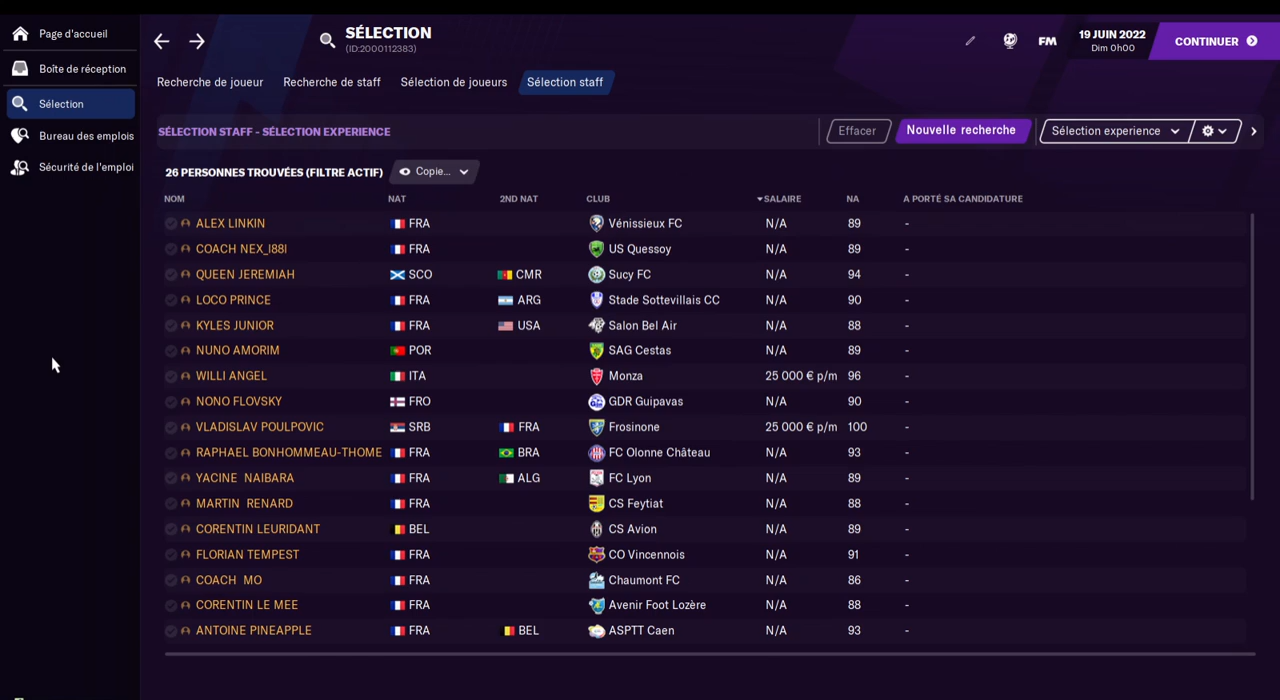 Page d'accueil
Boîte de réception
Sélection
Bureau des emplois
Sécurité de l'emploi
SÉLECTION
(ID:2000112383)
FM
19 JUIN 2022
Dim 0h00
CONTINUER
Recherche de joueur Recherche de staff Sélection de joueurs Sélection staff
SÉLECTION STAFF - SÉLECTION EXPERIENCE
Effacer Nouvelle recherche Sélection experience
26 PERSONNES TROUVÉES (FILTRE ACTIF) Copie...
NOM NAT 2ND NAT CLUB SALAIRE NA A PORTÉ SA CANDIDATURE
ALEX LINKIN FRA Vénissieux FC N/A 89 -
COACH NEX_I88I FRA US Quessoy N/A 89 -
QUEEN JEREMIAH SCO CMR Sucy FC N/A 94 -
LOCO PRINCE FRA ARG Stade Sottevillais CC N/A 90 -
KYLES JUNIOR FRA USA Salon Bel Air N/A 88 -
NUNO AMORIM POR SAG Cestas N/A 89 -
WILLI ANGEL ITA Monza 25 000 € p/m 96 -
NONO FLOVSKY FRO GDR Guipavas N/A 90 -
VLADISLAV POULPOVIC SRB FRA Frosinone 25 000 € p/m 100 -
RAPHAEL BONHOMMEAU-THOME FRA BRA FC Olonne Château N/A 93 -
YACINE NAIBARA FRA ALG FC Lyon N/A 89 -
MARTIN RENARD FRA CS Feytiat N/A 88 -
CORENTIN LEURIDANT BEL CS Avion N/A 89 -
FLORIAN TEMPEST FRA CO Vincennois N/A 91 -
COACH MO FRA Chaumont FC N/A 86 -
CORENTIN LE MEE FRA Avenir Foot Lozère N/A 88 -
ANTOINE PINEAPPLE FRA BEL ASPTT Caen N/A 93 -